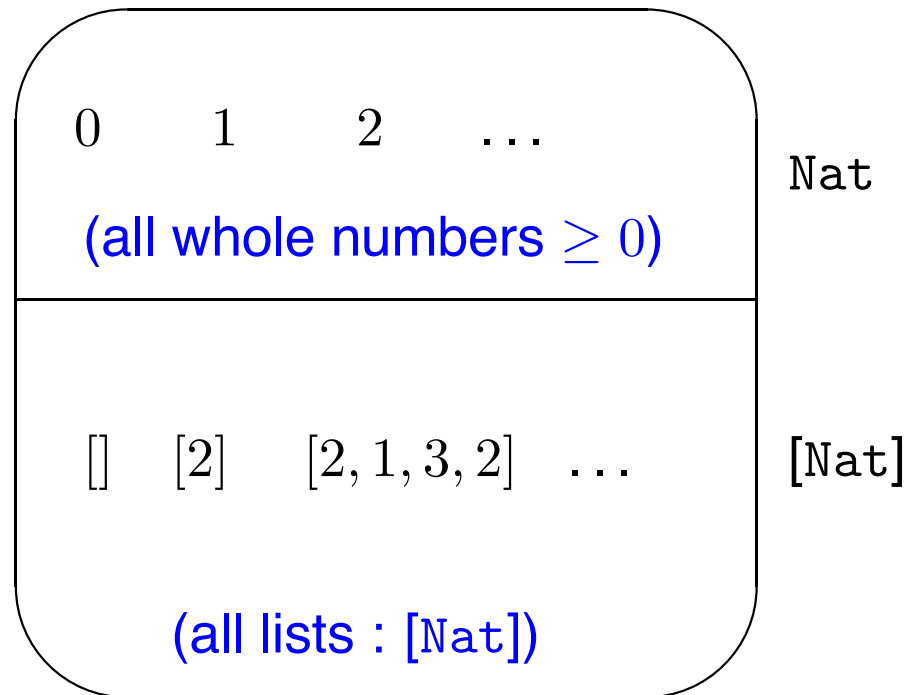 0 1 2 ...
Nat
(all whole numbers ≥ 0)
[] [2] [2, 1, 3, 2] ...
[Nat]
(all lists : [Nat])